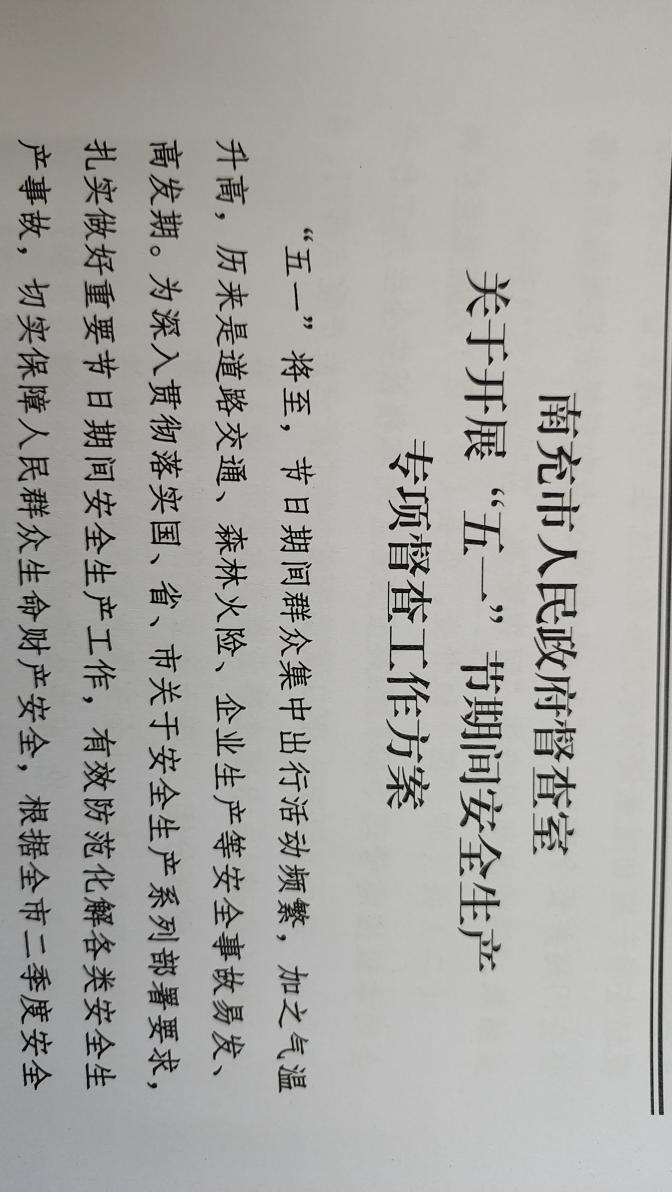 南充市人民政府督查室
关于开展“五一”节期间安全生产
专项督查工作方案
“五一”将至，节日期间群众集中出行活动频繁，加之气温
升高，历来是道路交通、森林火险、企业生产等安全事故易发、
高发期。为深入贯彻落实国、省、市关于安全生产系列部署要求，
扎实做好重要节日期间安全生产工作，有效防范化解各类安全生
产事故，切实保障人民群众生命财产安全，根据全市二季度安全